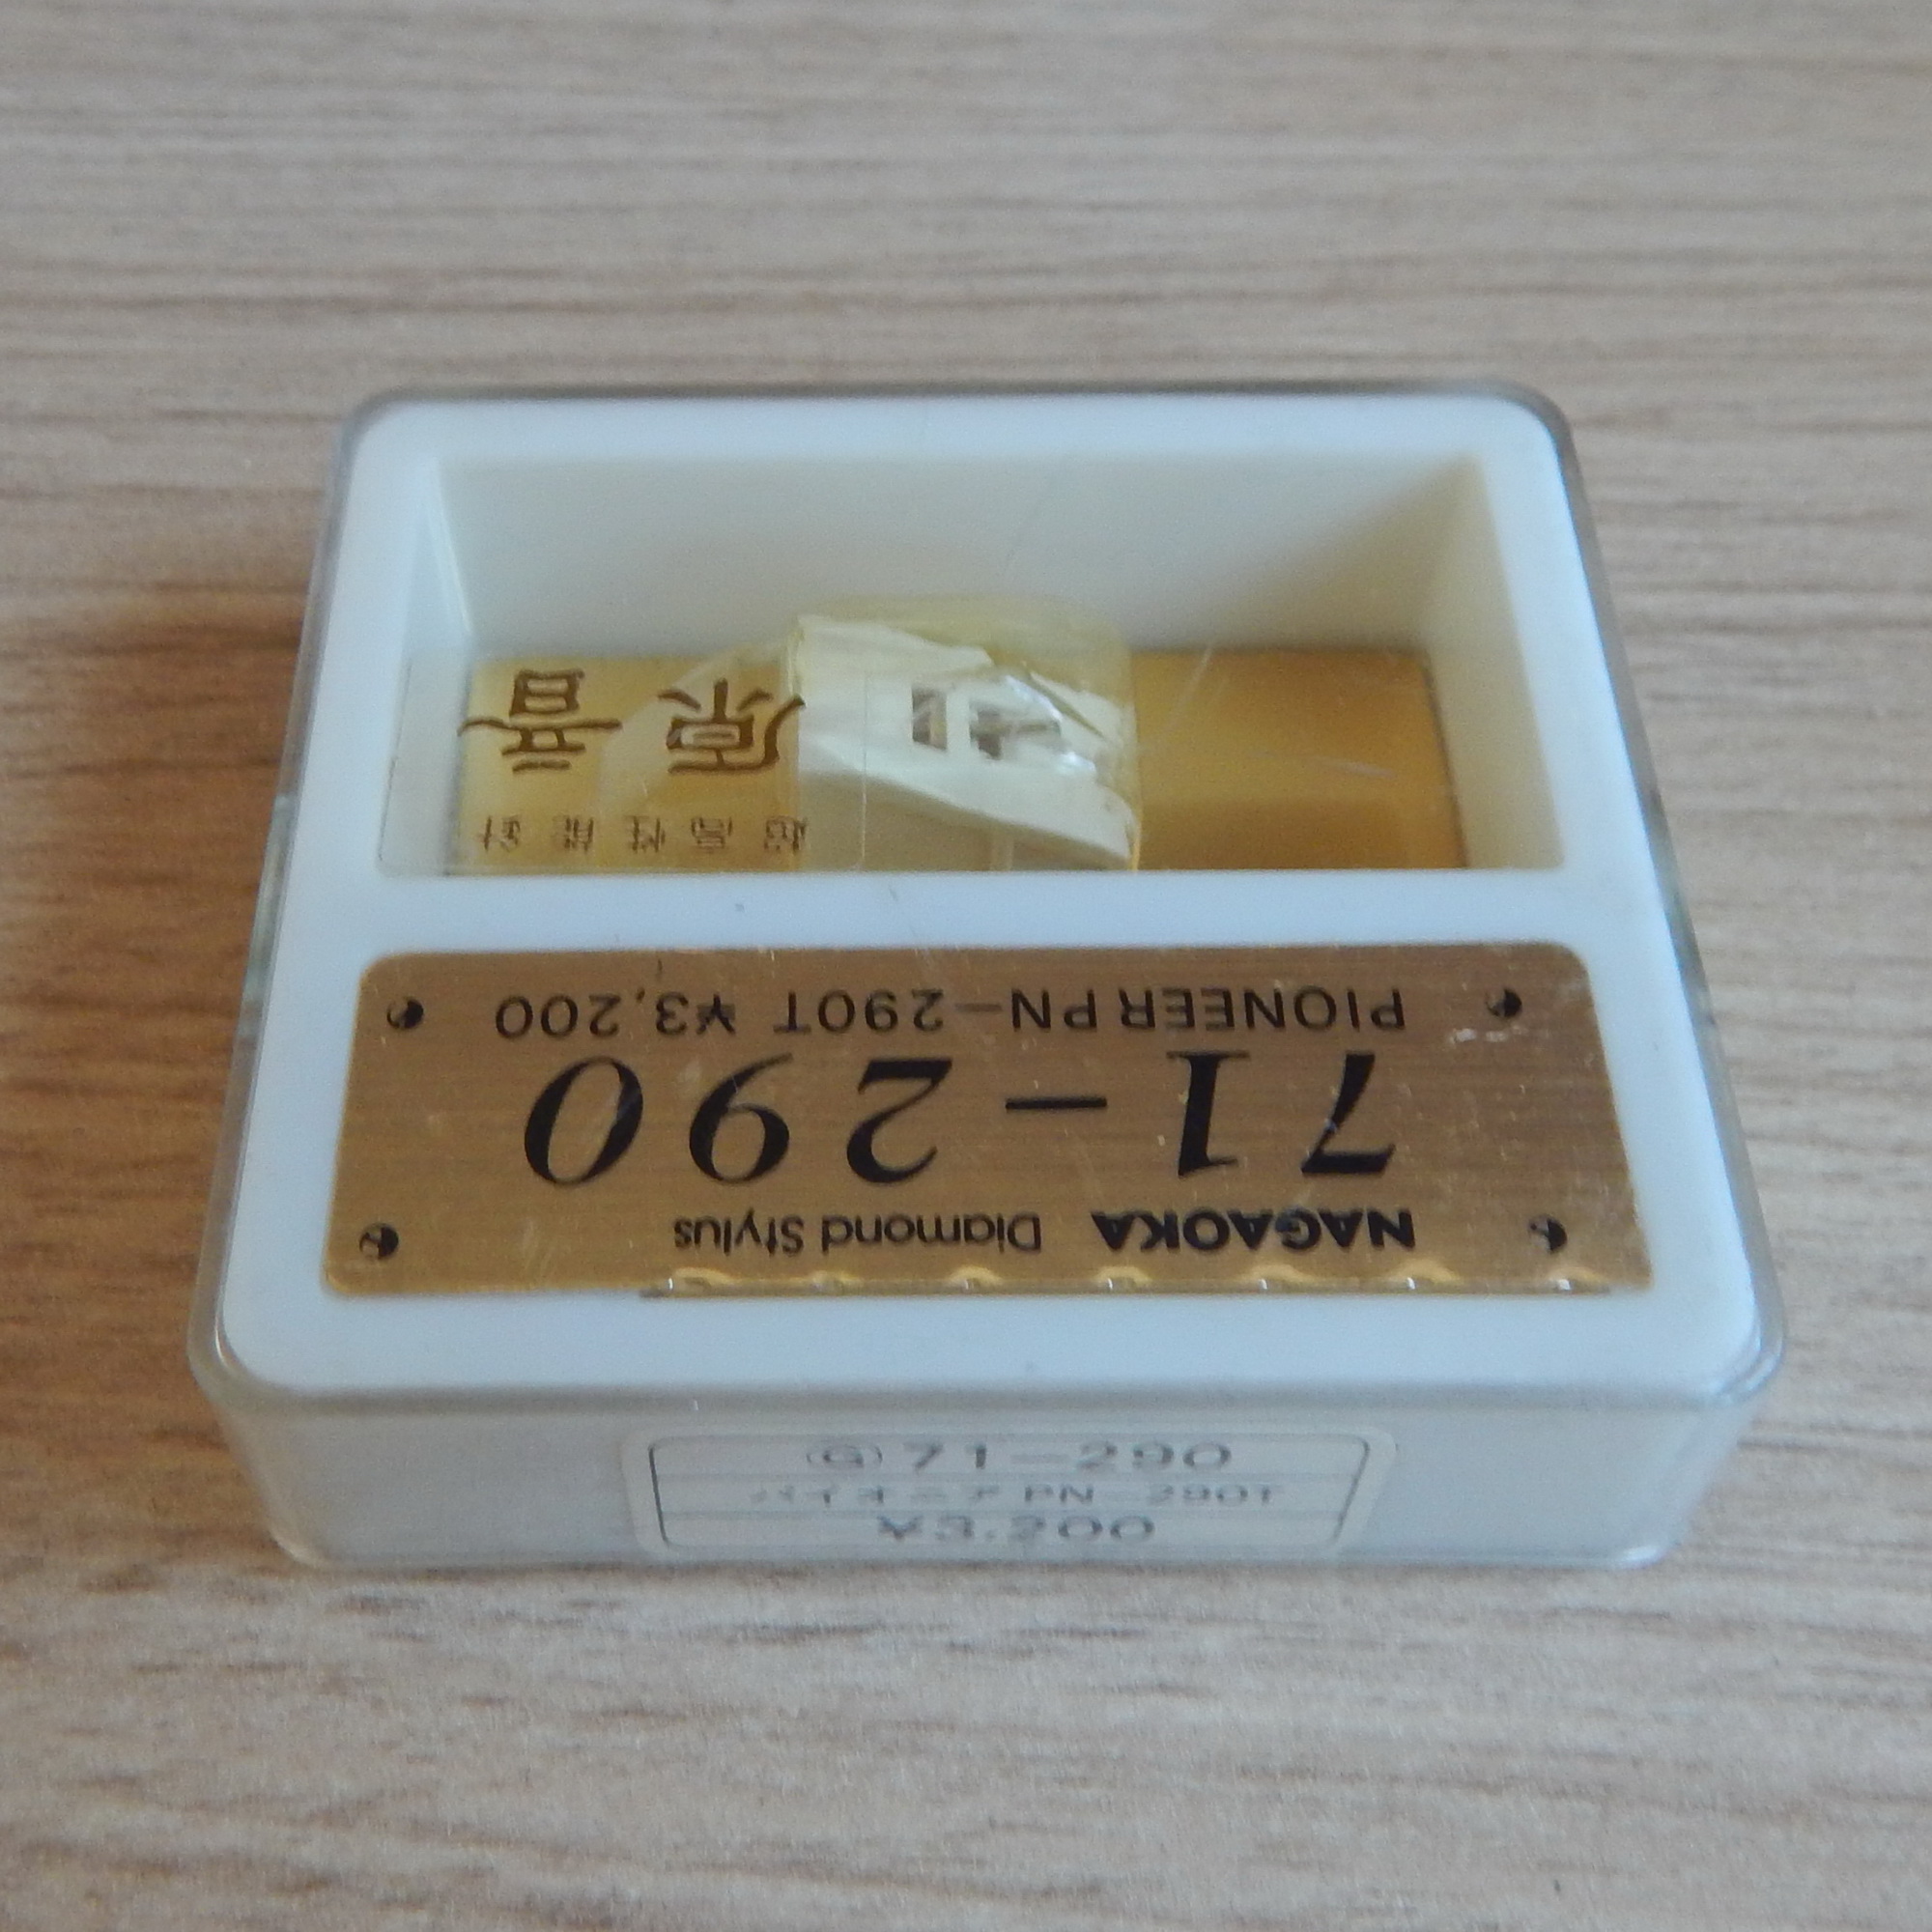 NAGAOKA Diamond Stylus
71-290
PIONEER PN-290T ¥3,200
超高性能針
原音
(G) 71-290
パイオニア PN-290T
¥3,200